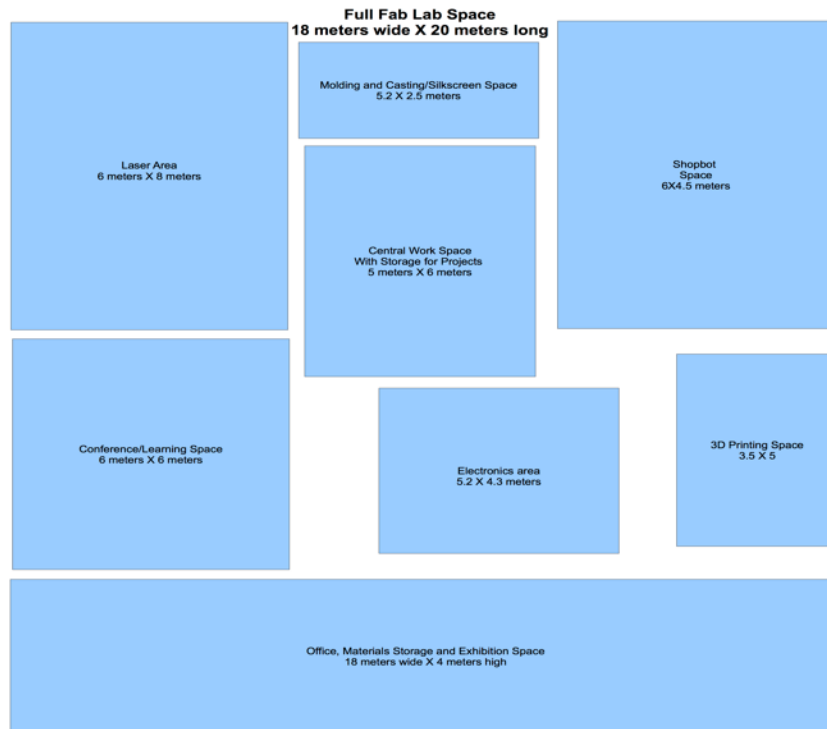 Full Fab Lab Space
18 meters wide X 20 meters long
Molding and Casting/Silkscreen Space
5.2 X 2.5 meters
Laser Area
6 meters X 8 meters
Shopbot
Space
6X4.5 meters
Central Work Space
With Storage for Projects
5 meters X 6 meters
Conference/Learning Space
6 meters X 6 meters
Electronics area
5.2 X 4.3 meters
3D Printing Space
3.5 X 5
Office, Materials Storage and Exhibition Space
18 meters wide X 4 meters high